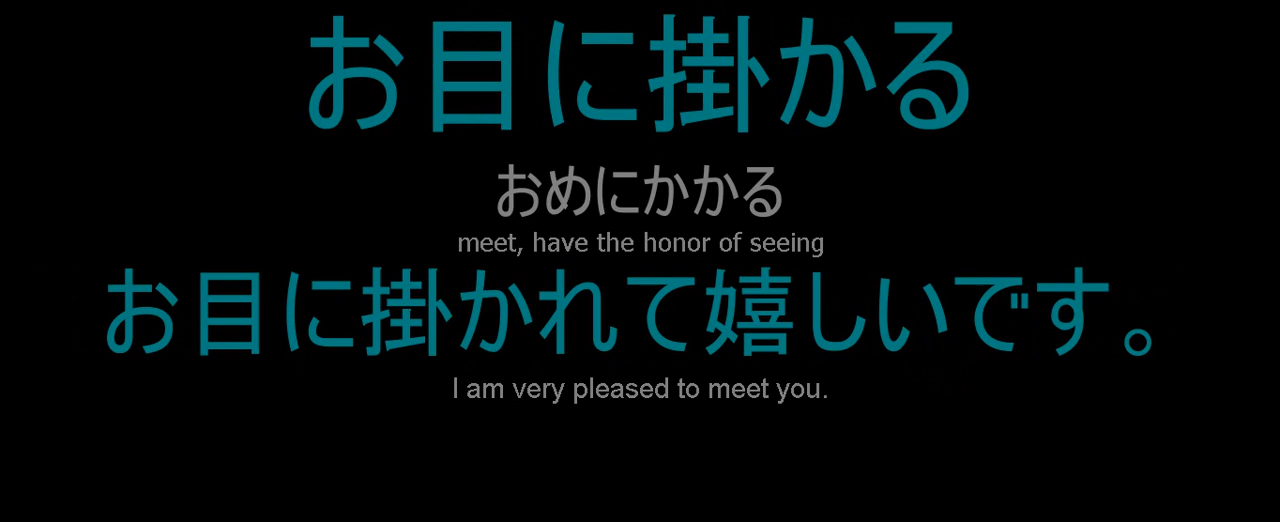 お目に掛かる
おめにかかる
meet, have the honor of seeing
お目に掛かれて嬉しいです。
I am very pleased to meet you.